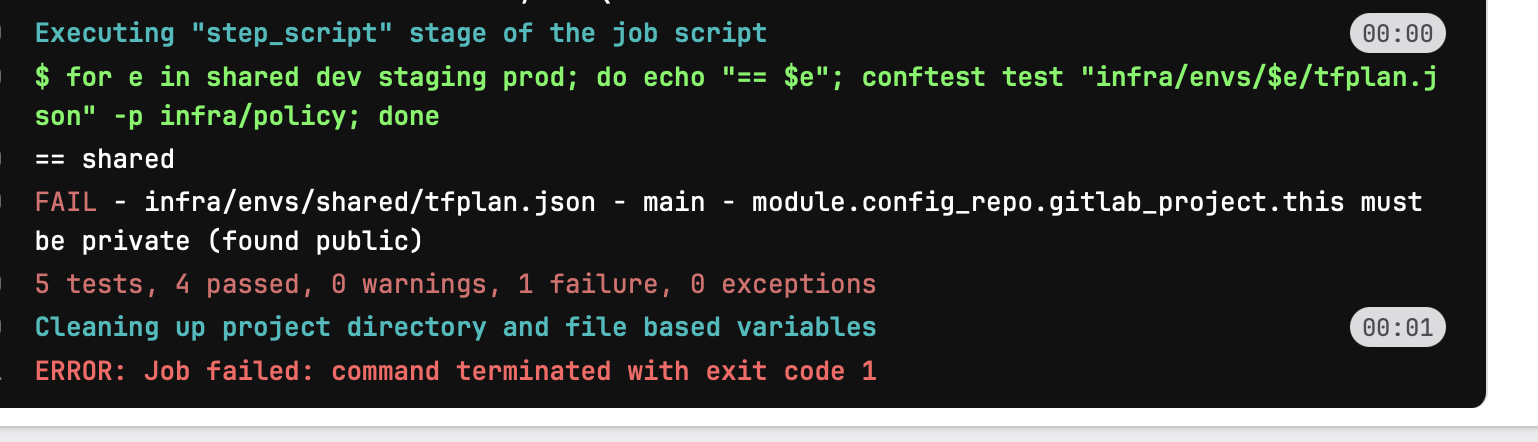 Executing "step_script" stage of the job script
00:00
$ for e in shared dev staging prod; do echo "== $e"; conftest test "infra/envs/$e/tfplan.j
son" -p infra/policy; done
== shared
FAIL - infra/envs/shared/tfplan.json - main - module.config_repo.gitlab_project.this must
be private (found public)
5 tests, 4 passed, 0 warnings, 1 failure, 0 exceptions
Cleaning up project directory and file based variables
00:01
ERROR: Job failed: command terminated with exit code 1